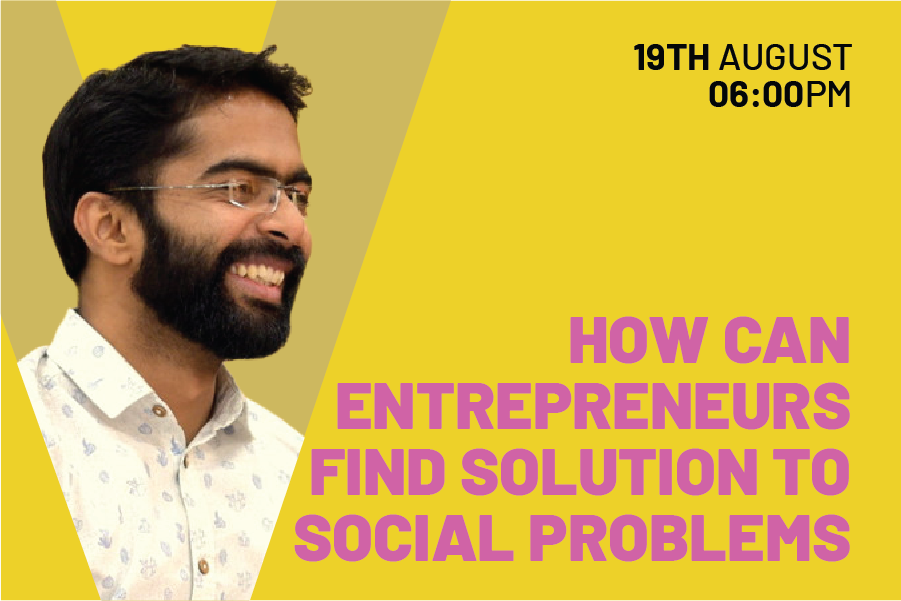 19TH AUGUST
06:00PM
HOW CAN
ENTREPRENEURS
FIND SOLUTION TO
SOCIAL PROBLEMS